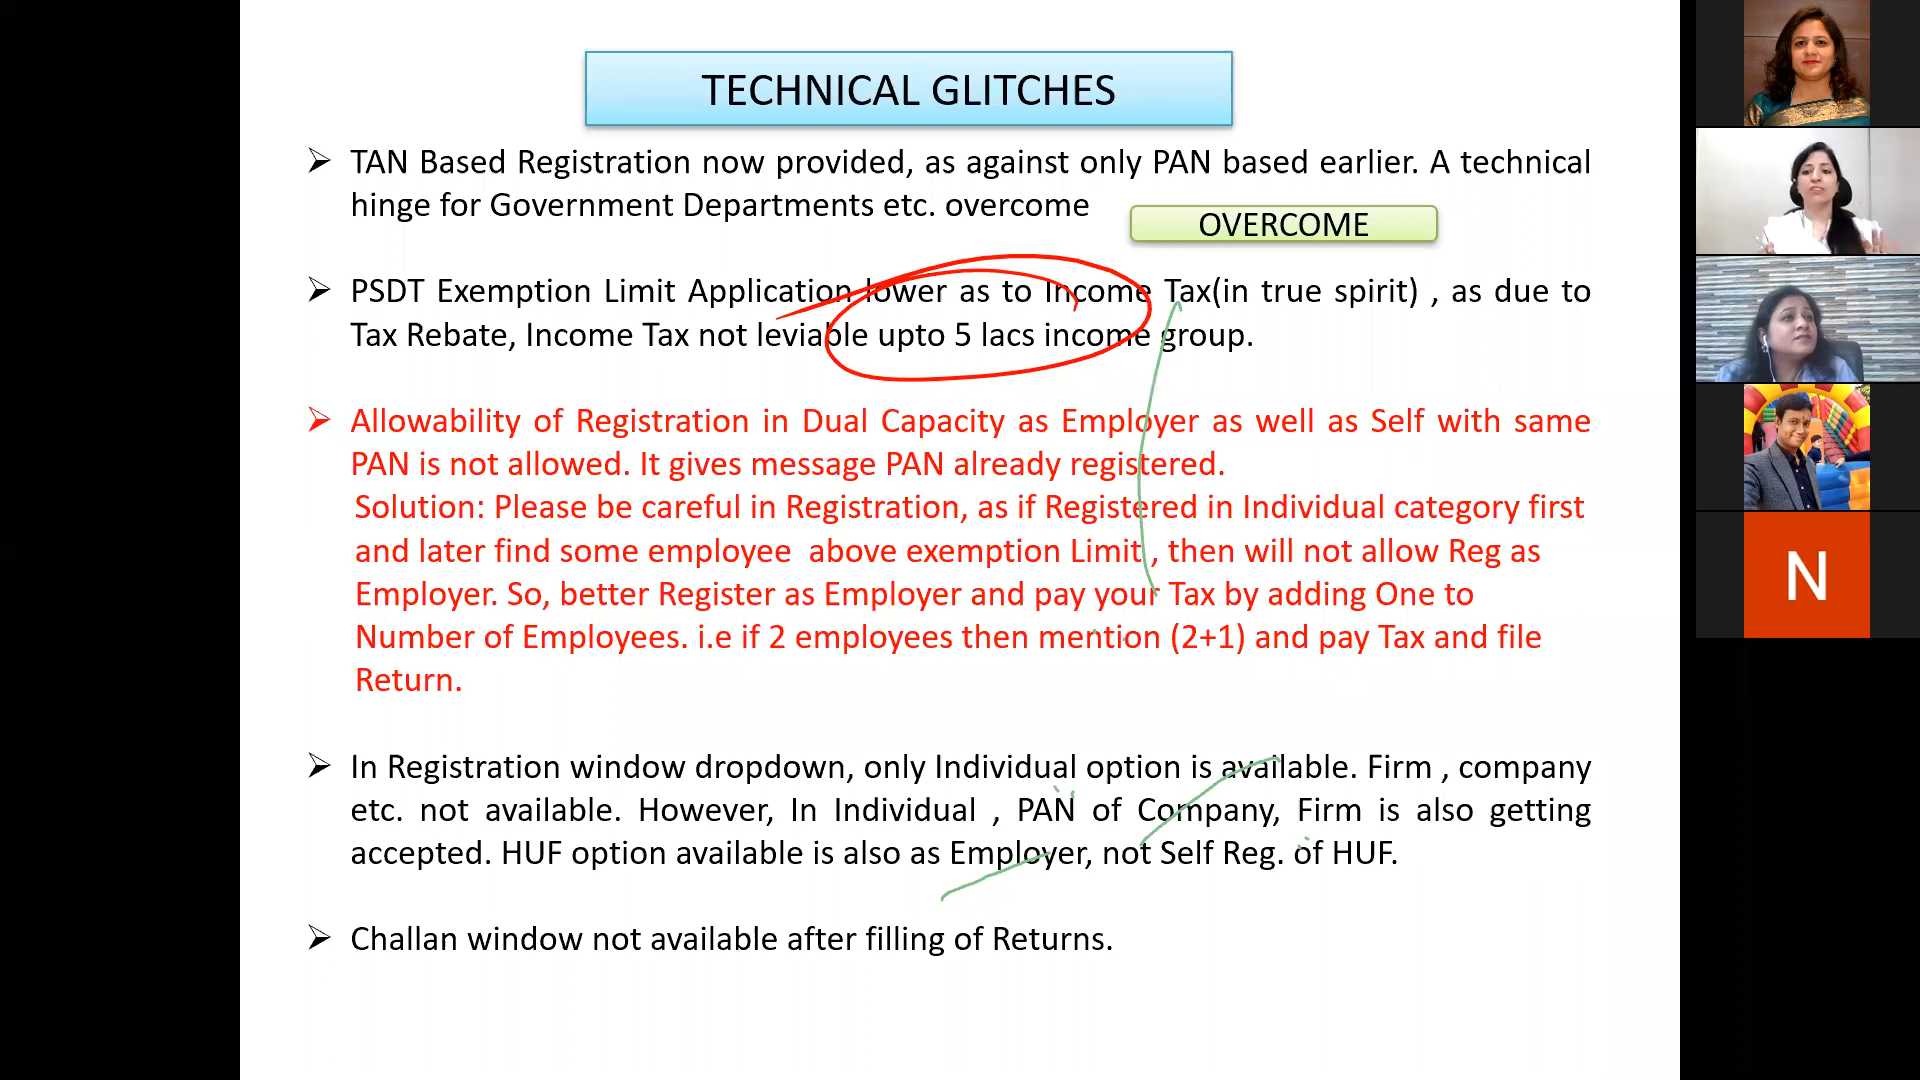 TECHNICAL GLITCHES
TAN Based Registration now provided, as against only PAN based earlier. A technical
hinge for Government Departments etc. overcome
OVERCOME
PSDT Exemption Limit Application lower as to Income Tax(in true spirit) , as due to
Tax Rebate, Income Tax not leviable upto 5 lacs income group.
Allowability of Registration in Dual Capacity as Employer as well as Self with same
PAN is not allowed. It gives message PAN already registered.
Solution: Please be careful in Registration, as if Registered in Individual category first
and later find some employee above exemption Limit , then will not allow Reg as
Employer. So, better Register as Employer and pay your Tax by adding One to
Number of Employees. i.e if 2 employees then mention (2+1) and pay Tax and file
Return.
In Registration window dropdown, only Individual option is available. Firm , company
etc. not available. However, In Individual , PAN of Company, Firm is also getting
accepted. HUF option available is also as Employer, not Self Reg. of HUF.
Challan window not available after filling of Returns.
N